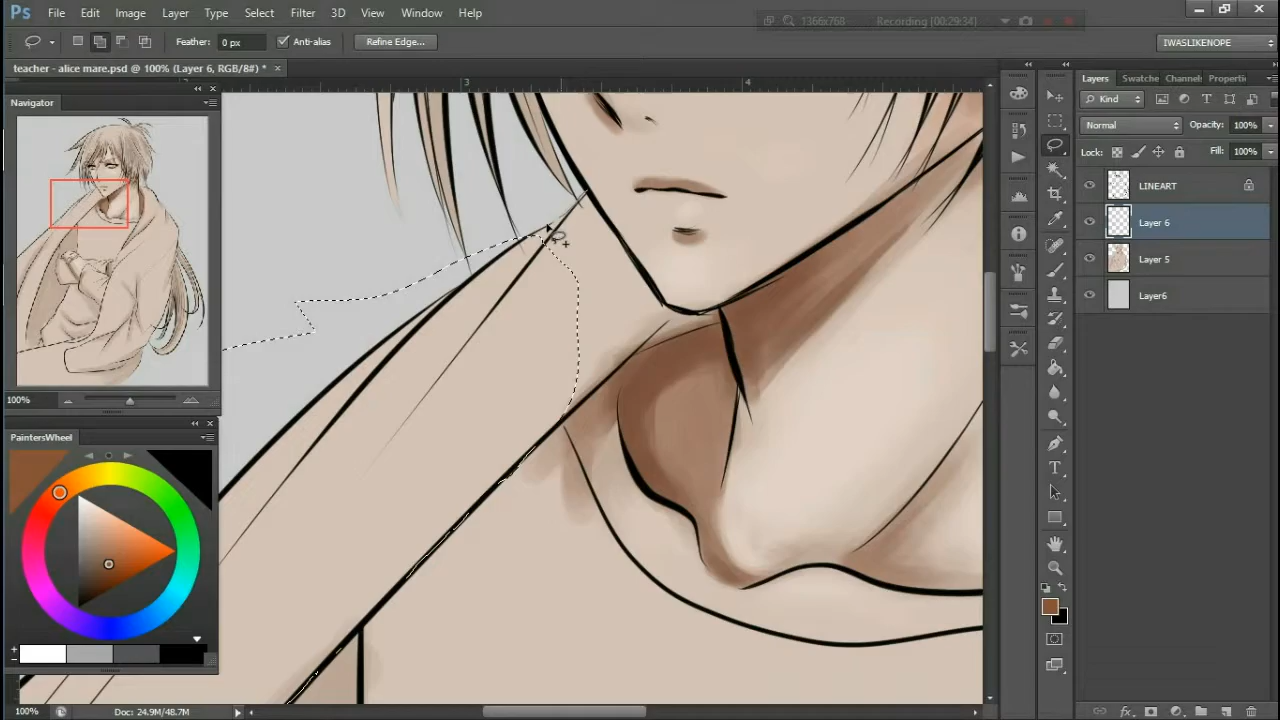 Ps File Edit Image Layer Type Select Filter 3D View Window Help
1366x768 Recording [00:29:34]
Feather: 0 px Anti-alias Refine Edge... IWASLIKENOPE
teacher - alice mare.psd @ 100% (Layer 6, RGB/8#) * ×
Navigator
3 4
100%
PaintersWheel
Layers Swatche Channel Properti
Kind
Normal Opacity: 100%
Lock: Fill: 100%
LINEART
Layer 6
Layer 5
Layer6
T
fx
100% Doc: 24.9M/48.7M